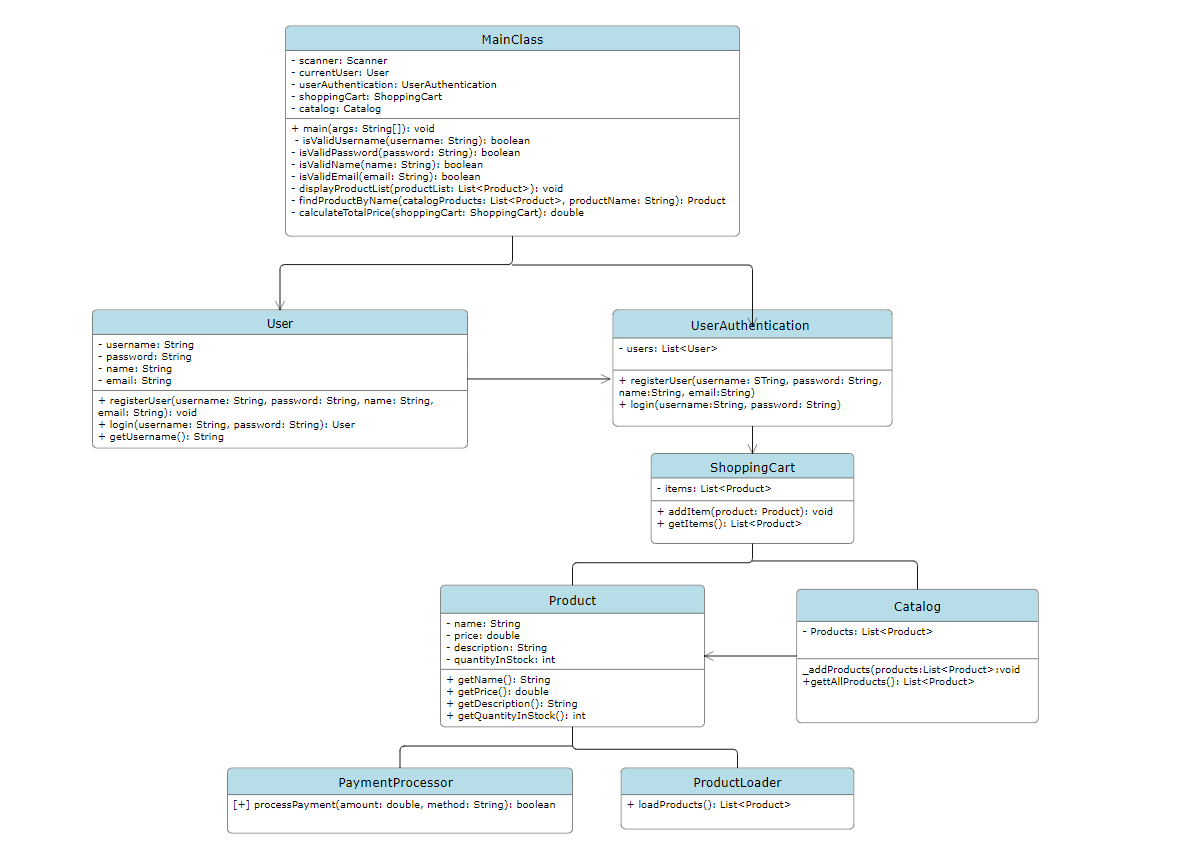 MainClass
- scanner: Scanner
- currentUser: User
- userAuthentication: UserAuthentication
- shoppingCart: ShoppingCart
- catalog: Catalog
+ main(args: String[]): void
- isValidUsername(username: String): boolean
- isValidPassword(password: String): boolean
- isValidName(name: String): boolean
- isValidEmail(email: String): boolean
- displayProductList(productList: List<Product>): void
- findProductByName(catalogProducts: List<Product>, productName: String): Product
- calculateTotalPrice(shoppingCart: ShoppingCart): double
User
- username: String
- password: String
- name: String
- email: String
+ registerUser(username: String, password: String, name: String,
email: String): void
+ login(username: String, password: String): User
+ getUsername(): String
UserAuthentication
- users: List<User>
+ registerUser(username: STring, password: String,
name:String, email:String)
+ login(username:String, password: String)
ShoppingCart
- items: List<Product>
+ addItem(product: Product): void
+ getItems(): List<Product>
Product
- name: String
- price: double
- description: String
- quantityInStock: int
+ getName(): String
+ getPrice(): double
+ getDescription(): String
+ getQuantityInStock(): int
Catalog
- Products: List<Product>
_addProducts(products:List<Product>:void
+gettAllProducts(): List<Product>
PaymentProcessor
[+] processPayment(amount: double, method: String): boolean
ProductLoader
+ loadProducts(): List<Product>